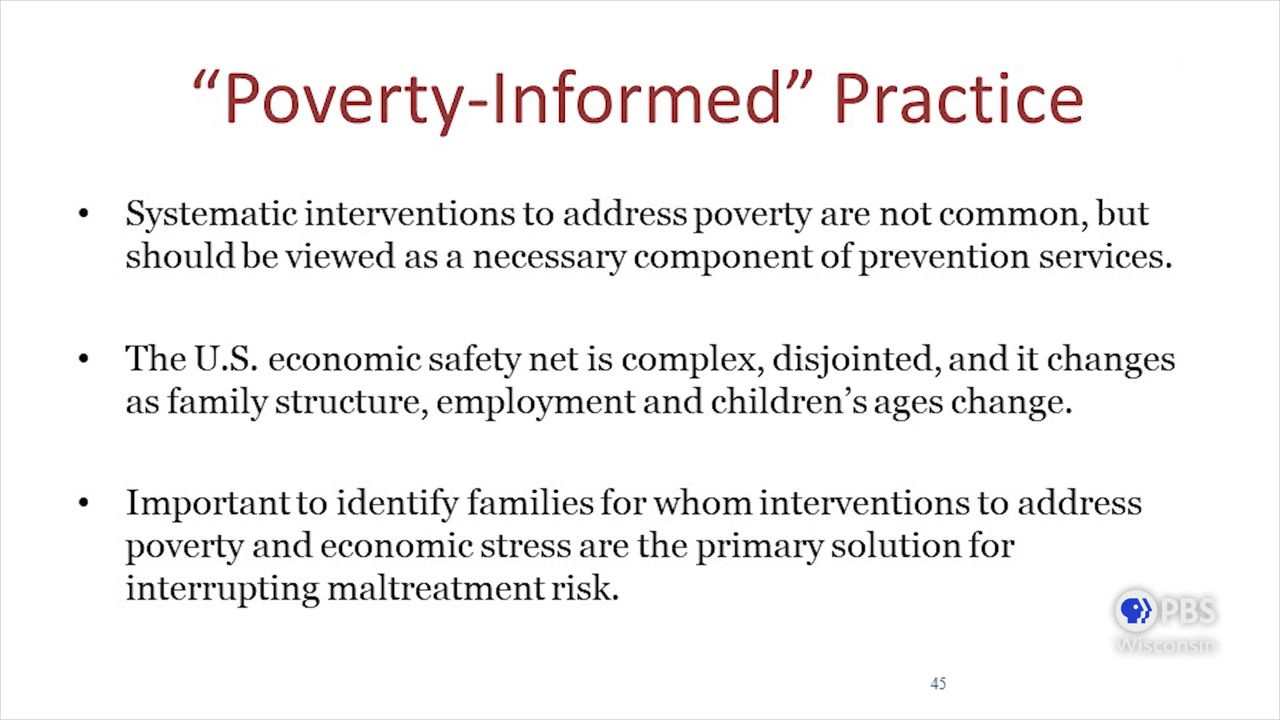 “Poverty-Informed” Practice
• Systematic interventions to address poverty are not common, but
should be viewed as a necessary component of prevention services.
• The U.S. economic safety net is complex, disjointed, and it changes
as family structure, employment and children’s ages change.
• Important to identify families for whom interventions to address
poverty and economic stress are the primary solution for
interrupting maltreatment risk.
PBS
Wisconsin
45